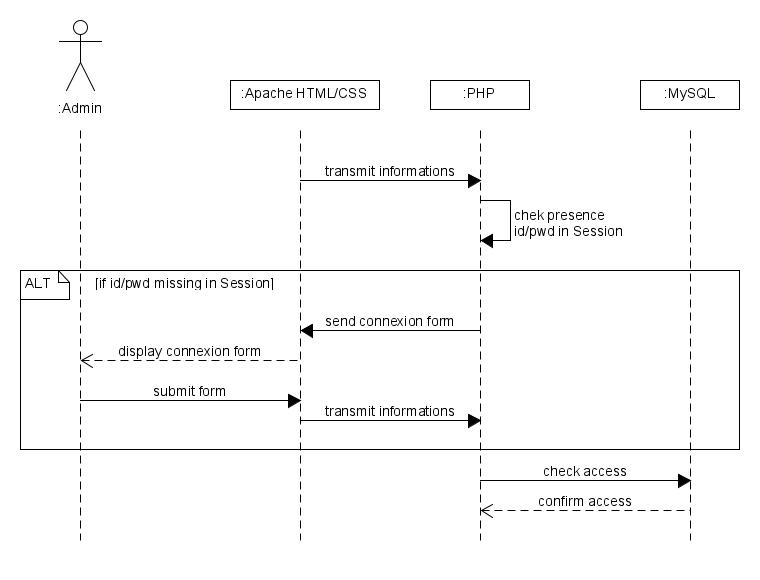 :Admin
:Apache HTML/CSS
:PHP
:MySQL
transmit informations
chek presence
id/pwd in Session
ALT
[if id/pwd missing in Session]
send connexion form
display connexion form
submit form
transmit informations
check access
confirm access